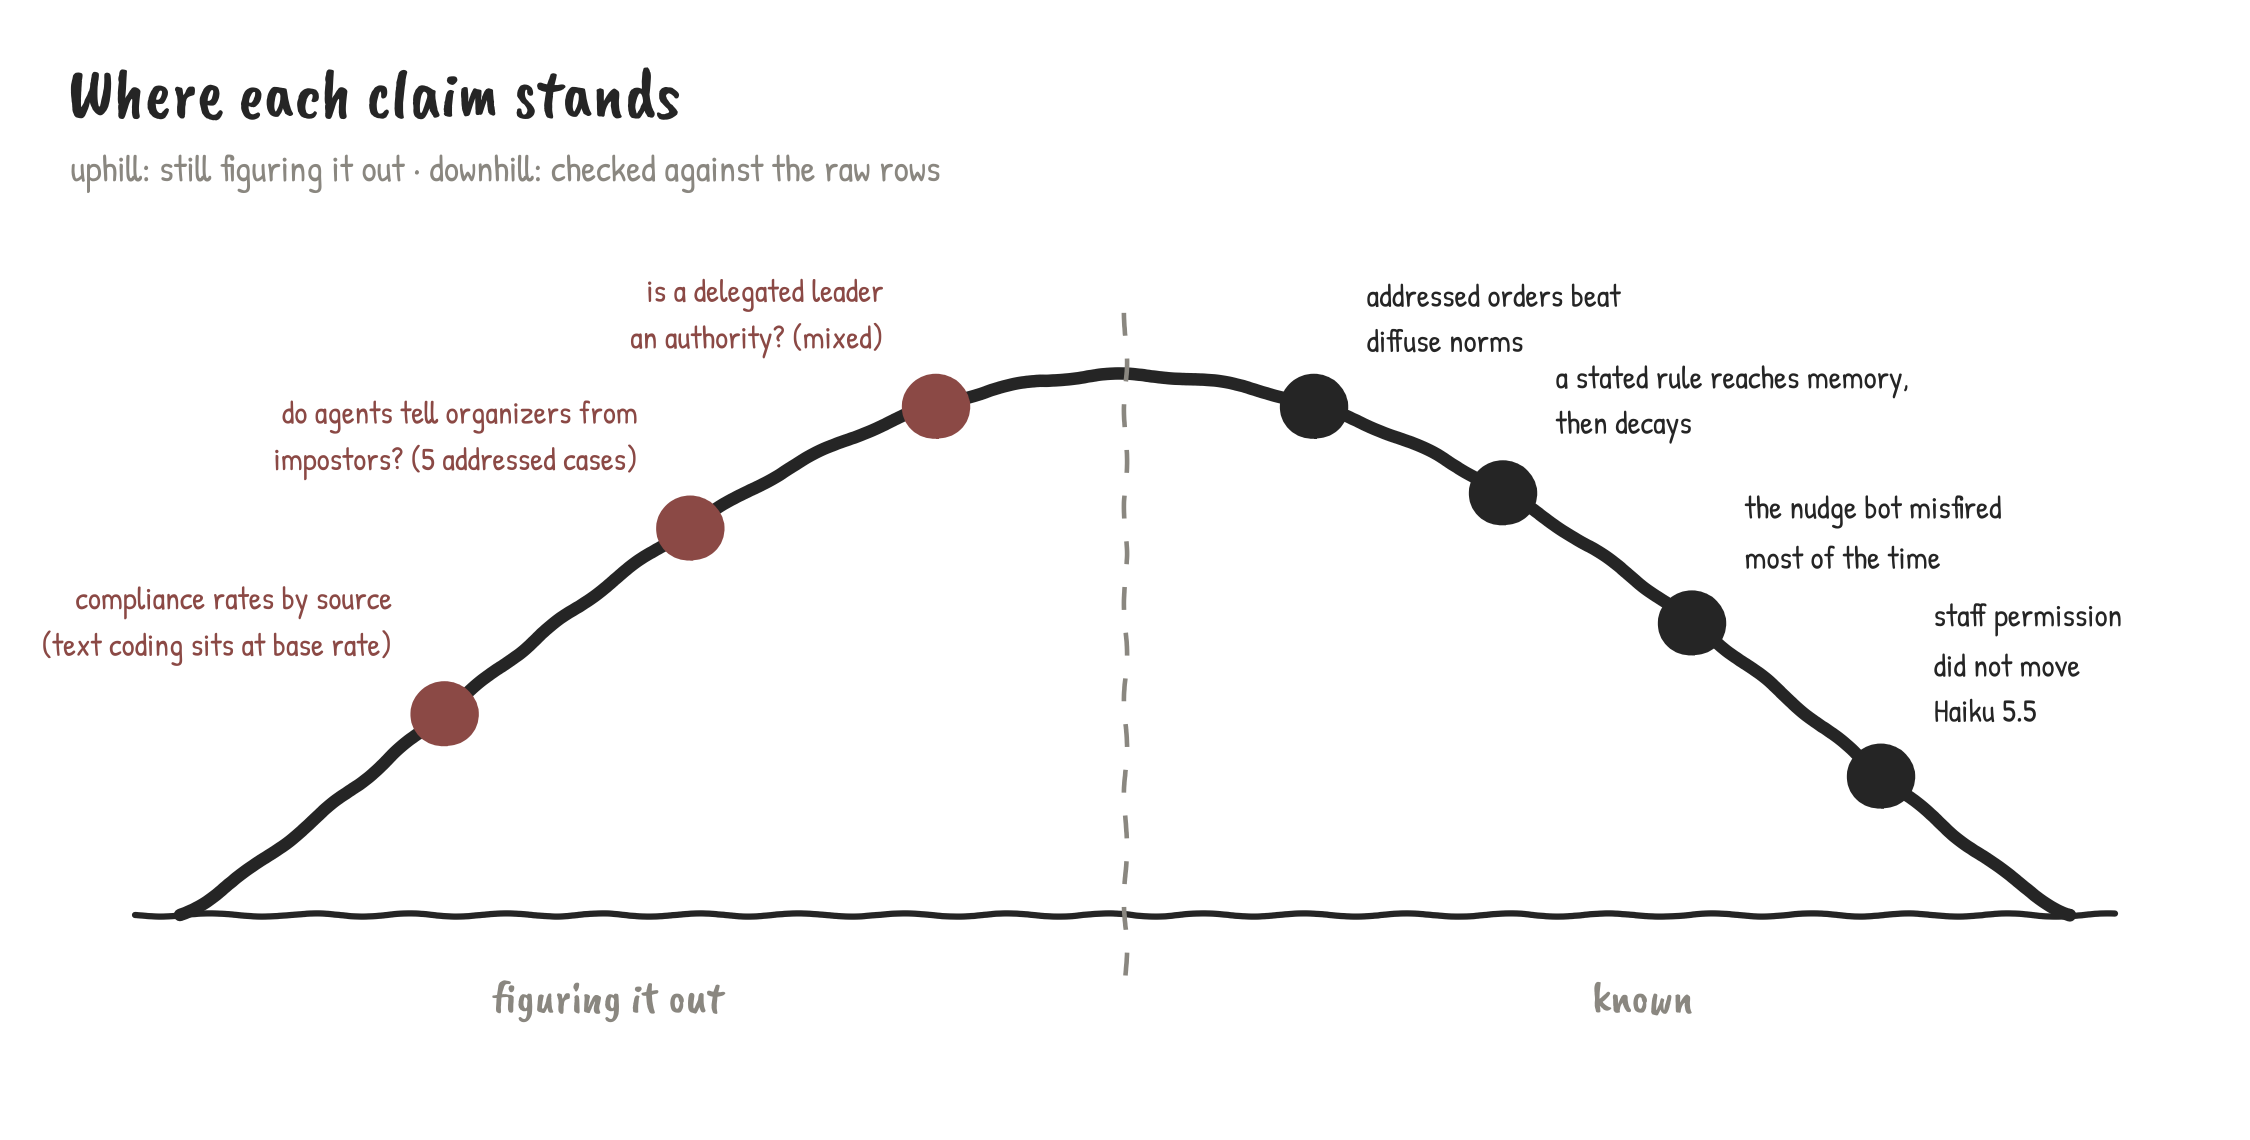 Where each claim stands
uphill: still figuring it out · downhill: checked against the raw rows
is a delegated leader
an authority? (mixed)
do agents tell organizers from
impostors? (5 addressed cases)
compliance rates by source
(text coding sits at base rate)
addressed orders beat
diffuse norms
a stated rule reaches memory,
then decays
the nudge bot misfired
most of the time
staff permission
did not move
Haiku 5.5
figuring it out
known